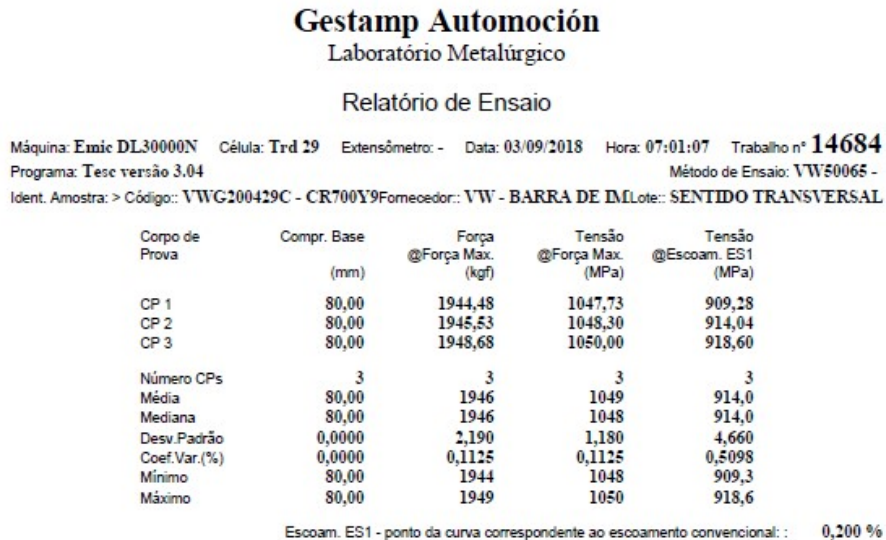 Gestamp Automoción
Laboratório Metalúrgico
Relatório de Ensaio
Máquina: Emic DL30000N Célula: Trd 29 Extensômetro: - Data: 03/09/2018 Hora: 07:01:07 Trabalho n° 14684
Programa: Tesc versão 3.04 Método de Ensaio: VW50065 -
Ident. Amostra: > Código:: VWG200429C - CR700Y9Fornecedor:: VW - BARRA DE IMLote:: SENTIDO TRANSVERSAL
Corpo de Compr. Base Força Tensão Tensão
Prova @Força Max. @Força Max. @Escoam. ES1
(mm) (kgf) (MPa) (MPa)
CP 1 80,00 1944,48 1047,73 909,28
CP 2 80,00 1945,53 1048,30 914,04
CP 3 80,00 1948,68 1050,00 918,60
Número CPs 3 3 3 3
Média 80,00 1946 1049 914,0
Mediana 80,00 1946 1048 914,0
Desv.Padrão 0,0000 2,190 1,180 4,660
Coef.Var.(%) 0,0000 0,1125 0,1125 0,5098
Mínimo 80,00 1944 1048 909,3
Máximo 80,00 1949 1050 918,6
Escoam. ES1 - ponto da curva correspondente ao escoamento convencional: : 0,200 %